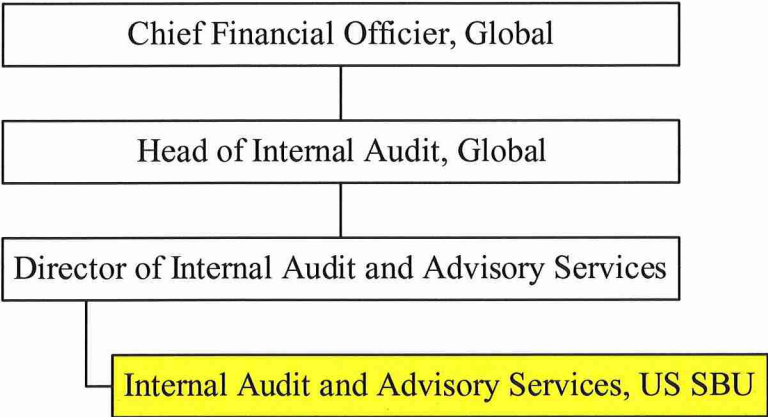 Chief Financial Officier, Global
Head of Internal Audit, Global
Director of Internal Audit and Advisory Services
Internal Audit and Advisory Services, US SBU